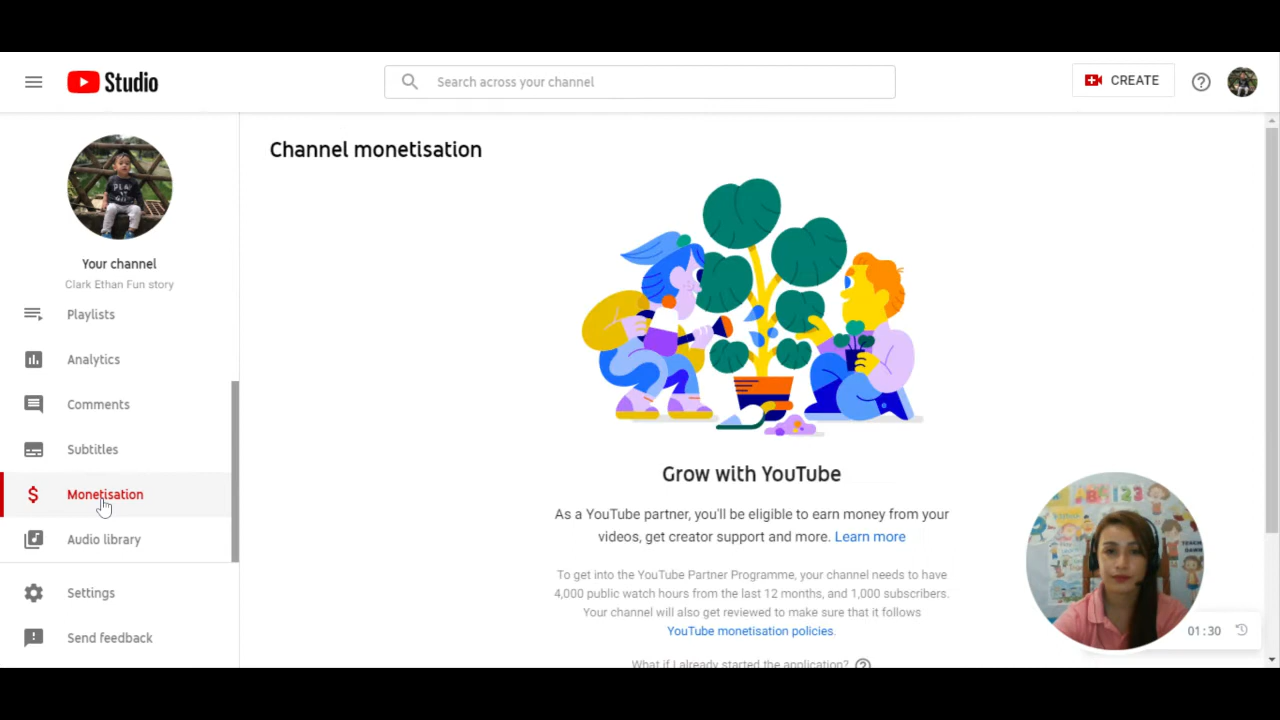 Studio
Search across your channel
CREATE
Your channel
Clark Ethan Fun story
Playlists
Analytics
Comments
Subtitles
Monetisation
Audio library
Settings
Send feedback
Channel monetisation
Grow with YouTube
As a YouTube partner, you'll be eligible to earn money from your
videos, get creator support and more. Learn more
To get into the YouTube Partner Programme, your channel needs to have
4,000 public watch hours from the last 12 months, and 1,000 subscribers.
Your channel will also get reviewed to make sure that it follows
YouTube monetisation policies.
What if I already started the application?
01:30